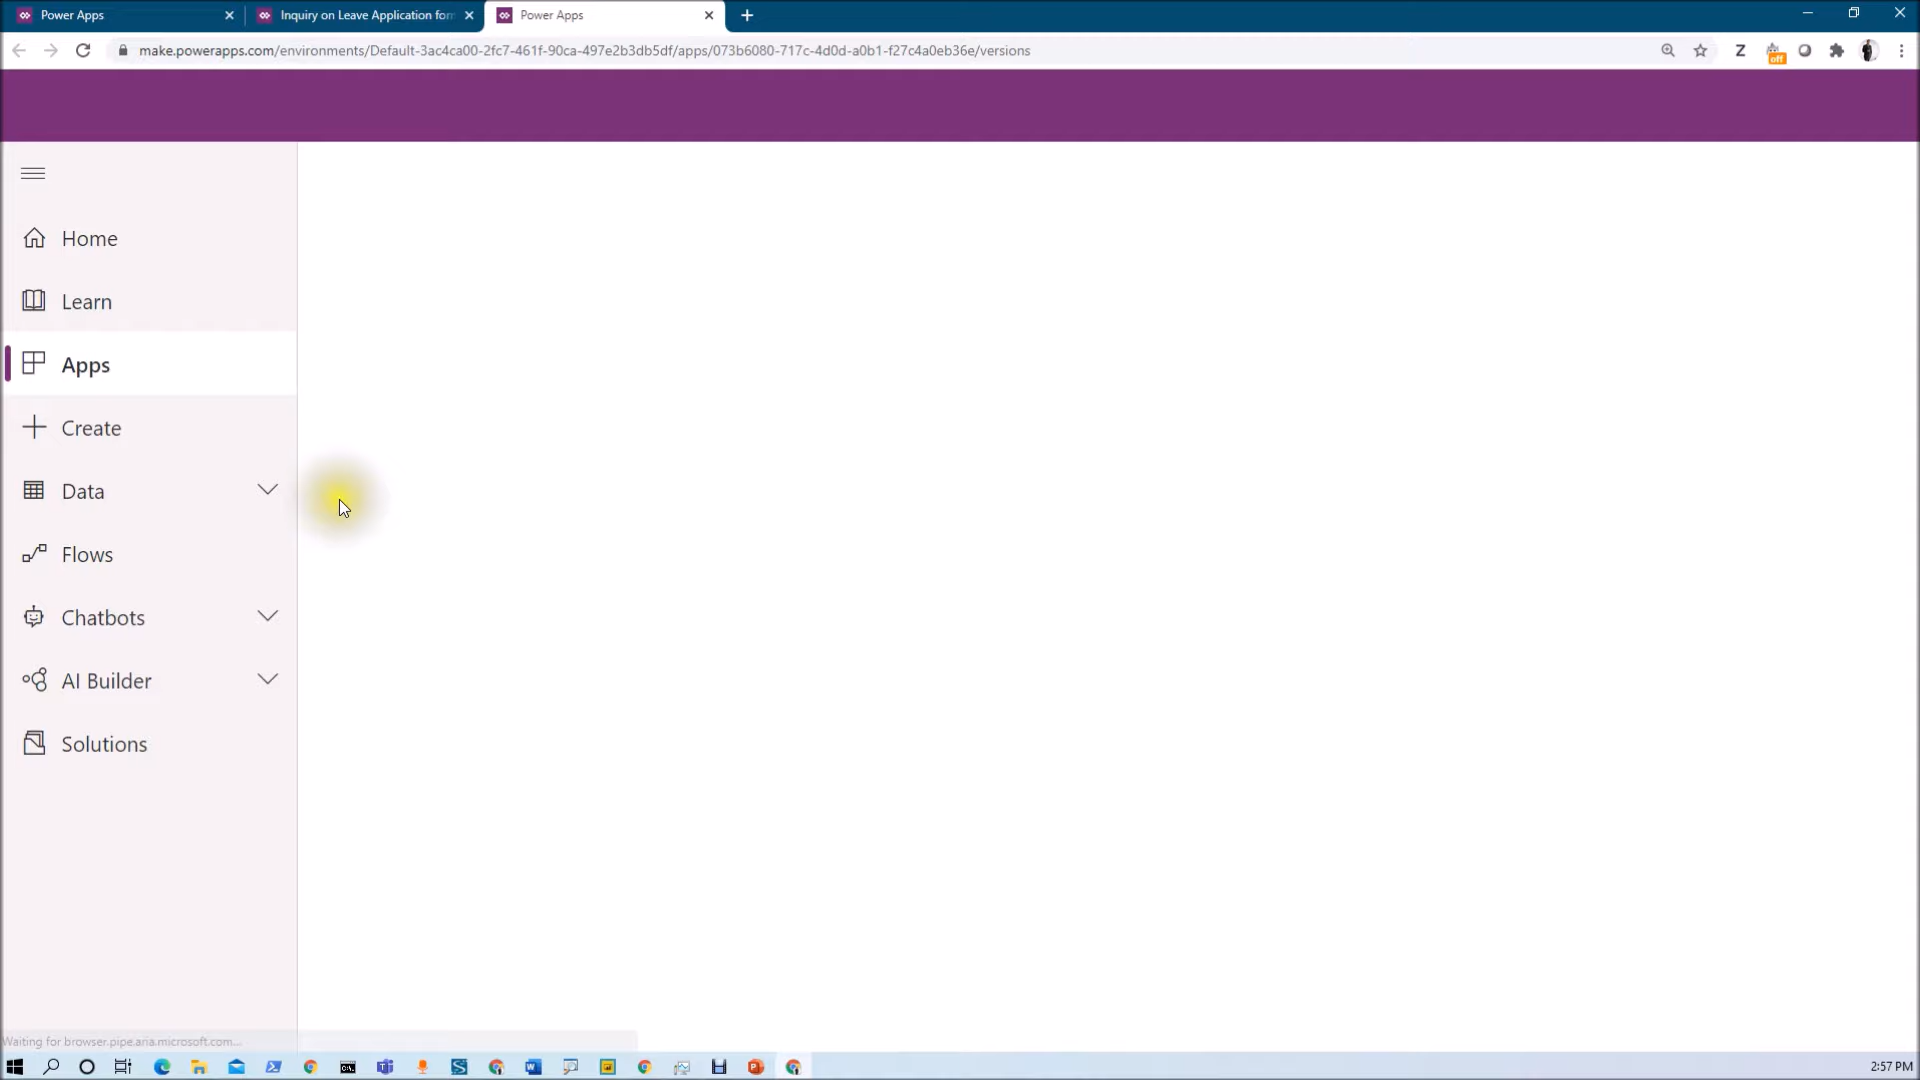 Power Apps
Inquiry on Leave Application for
Power Apps
make.powerapps.com/environments/Default-3ac4ca00-2fc7-461f-90ca-497e2b3db5df/apps/073b6080-717c-4d0d-a0b1-f27c4a0eb36e/versions
Z
off
Home
Learn
Apps
Create
Data
Flows
Chatbots
AI Builder
Solutions
Waiting for browser.pipe.aria.microsoft.com...
2:57 PM